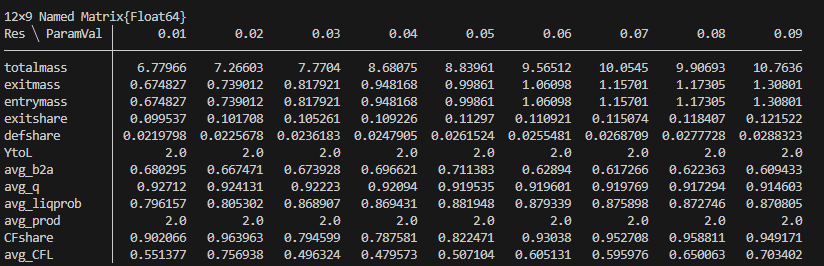 12×9 Named Matrix{Float64}
Res ╲ ParamVal │ 0.01 0.02 0.03 0.04 0.05 0.06 0.07 0.08 0.09
totalmass │ 6.77966 7.26603 7.7704 8.68075 8.83961 9.56512 10.0545 9.90693 10.7636
exitmass │ 0.674827 0.739012 0.817921 0.948168 0.99861 1.06098 1.15701 1.17305 1.30801
entrymass │ 0.674827 0.739012 0.817921 0.948168 0.99861 1.06098 1.15701 1.17305 1.30801
exitshare │ 0.099537 0.101708 0.105261 0.109226 0.11297 0.110921 0.115074 0.118407 0.121522
defshare │ 0.0219798 0.0225678 0.0236183 0.0247905 0.0261524 0.0255481 0.0268709 0.0277728 0.0288323
YtoL │ 2.0 2.0 2.0 2.0 2.0 2.0 2.0 2.0 2.0
avg_b2a │ 0.680295 0.667471 0.673928 0.696621 0.711383 0.62894 0.617266 0.622363 0.609433
avg_q │ 0.92712 0.924131 0.92223 0.92094 0.919535 0.919601 0.919769 0.917294 0.914603
avg_liqprob │ 0.796157 0.805302 0.868907 0.869431 0.881948 0.879339 0.875898 0.872746 0.870805
avg_prod │ 2.0 2.0 2.0 2.0 2.0 2.0 2.0 2.0 2.0
CFshare │ 0.902066 0.963963 0.794599 0.787581 0.822471 0.93038 0.952708 0.958811 0.949171
avg_CFL │ 0.551377 0.756938 0.496324 0.479573 0.507104 0.605131 0.595976 0.650063 0.703402